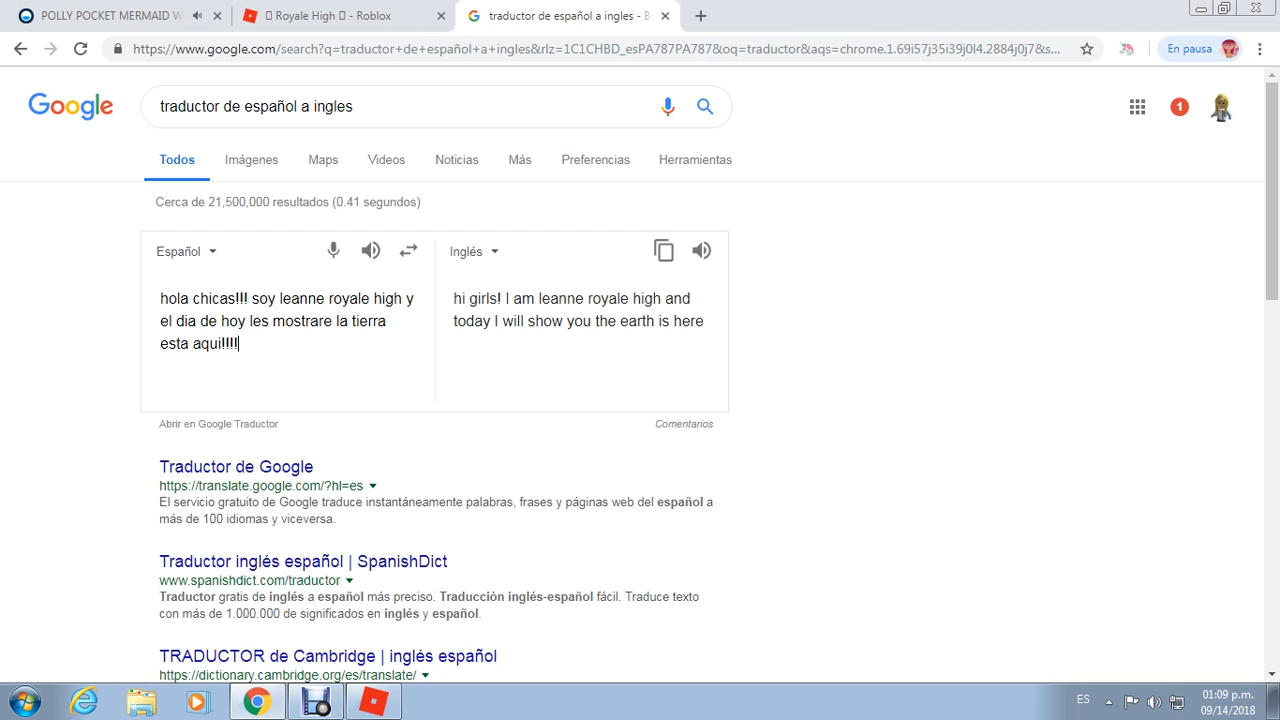 POLLY POCKET MERMAID W
Royale High
- Roblox
traductor de español a ingles - B
https://www.google.com/search?q=traductor+de+español+a+ingles&rlz=1C1CHBD_esPA787PA787&oq=traductor&aqs=chrome.1.69i57j35i39j0l4.2884j0j7&s...
En pausa
Google
traductor de español a ingles
1
Todos
Imágenes
Maps
Videos
Noticias
Más
Preferencias
Herramientas
Cerca de 21,500,000 resultados (0.41 segundos)
Español
Inglés
hola chicas!!! soy leanne royale high y
el dia de hoy les mostrare la tierra
esta aqui!!!!
hi girls! I am leanne royale high and
today I will show you the earth is here
Abrir en Google Traductor
Comentarios
Traductor de Google
https://translate.google.com/?hl=es
El servicio gratuito de Google traduce instantáneamente palabras, frases y páginas web del español a
más de 100 idiomas y viceversa.
Traductor inglés español | SpanishDict
www.spanishdict.com/traductor
Traductor gratis de inglés a español más preciso. Traducción inglés-español fácil. Traduce texto
con más de 1.000.000 de significados en inglés y español.
TRADUCTOR de Cambridge | inglés español
https://dictionary.cambridge.org/es/translate/
ES
01:09 p.m.
09/14/2018